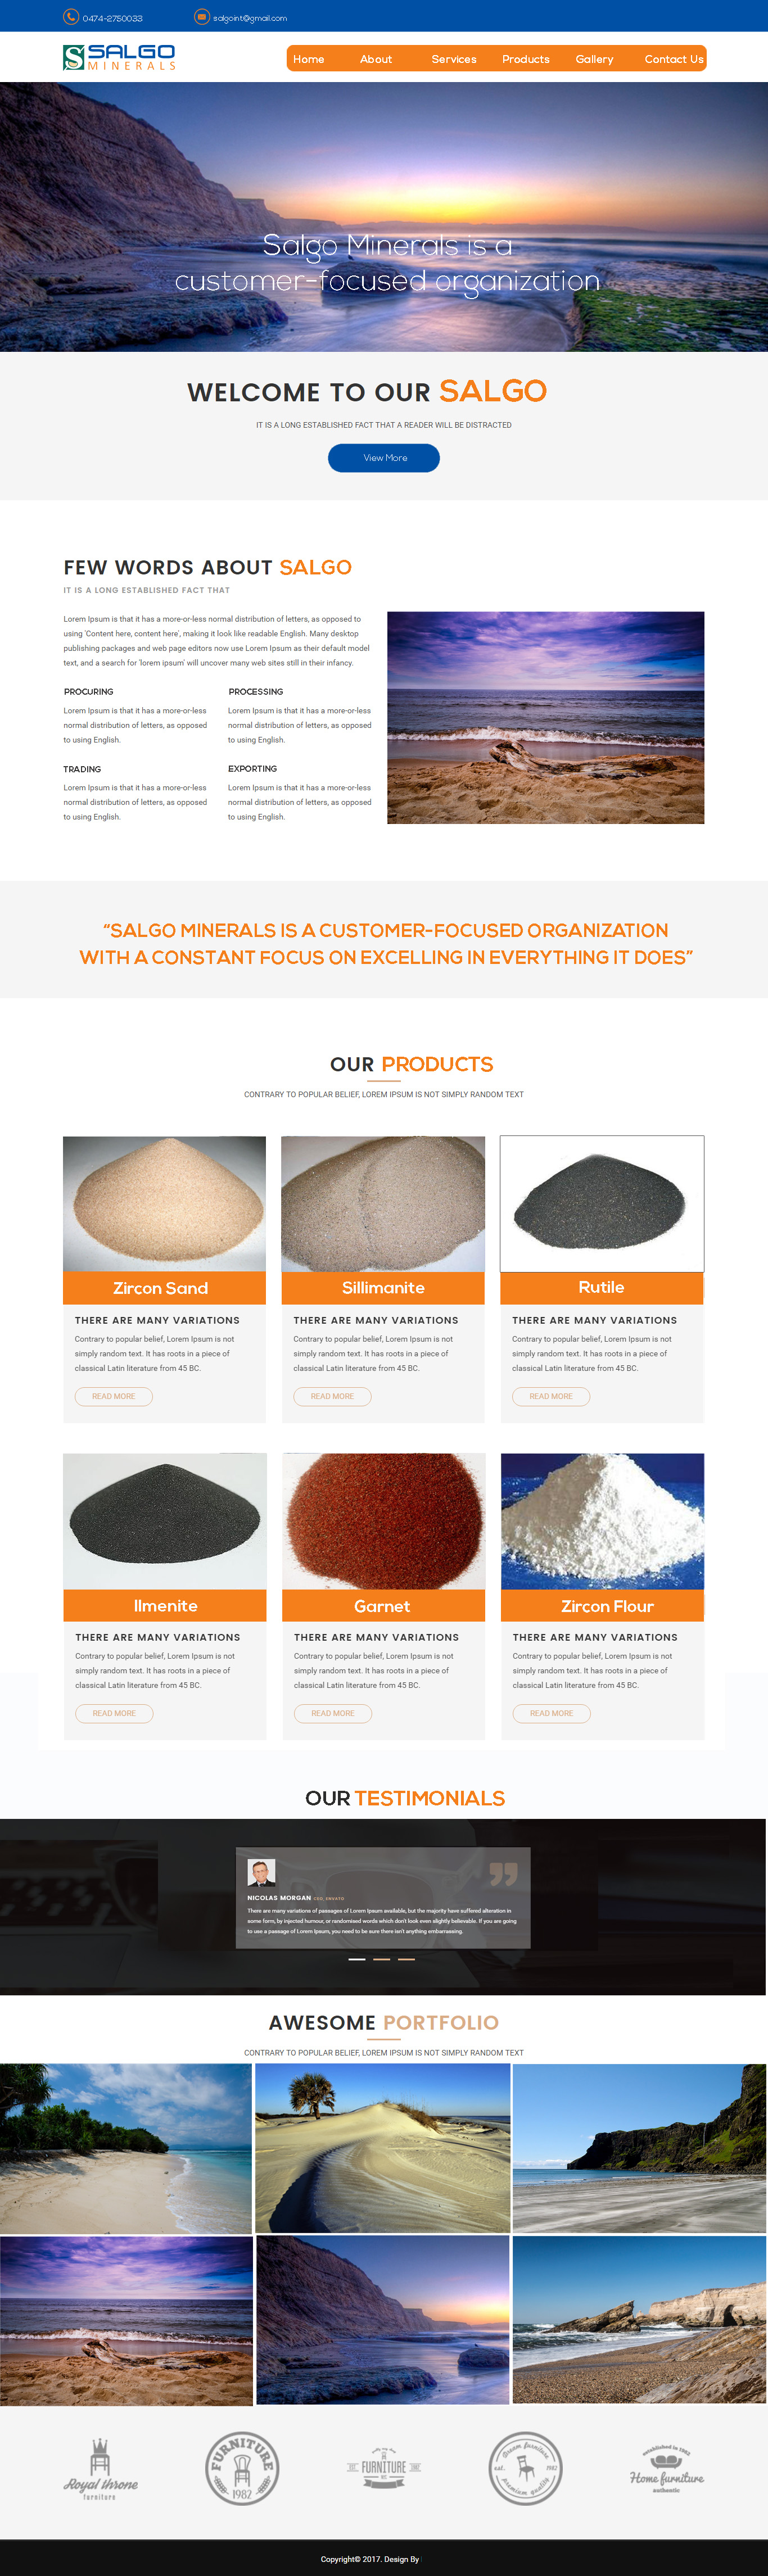 0474-2750033
salgoint@gmail.com
SALGO
MINERALS
Home About Services Products Gallery Contact Us
Salgo Minerals is a
customer-focused organization
WELCOME TO OUR SALGO
IT IS A LONG ESTABLISHED FACT THAT A READER WILL BE DISTRACTED
View More
FEW WORDS ABOUT SALGO
IT IS A LONG ESTABLISHED FACT THAT
Lorem Ipsum is that it has a more-or-less normal distribution of letters, as opposed to
using 'Content here, content here', making it look like readable English. Many desktop
publishing packages and web page editors now use Lorem Ipsum as their default model
text, and a search for 'lorem ipsum' will uncover many web sites still in their infancy.
PROCURING
Lorem Ipsum is that it has a more-or-less
normal distribution of letters, as opposed
to using English.
PROCESSING
Lorem Ipsum is that it has a more-or-less
normal distribution of letters, as opposed
to using English.
TRADING
Lorem Ipsum is that it has a more-or-less
normal distribution of letters, as opposed
to using English.
EXPORTING
Lorem Ipsum is that it has a more-or-less
normal distribution of letters, as opposed
to using English.
“SALGO MINERALS IS A CUSTOMER-FOCUSED ORGANIZATION
WITH A CONSTANT FOCUS ON EXCELLING IN EVERYTHING IT DOES”
OUR PRODUCTS
CONTRARY TO POPULAR BELIEF, LOREM IPSUM IS NOT SIMPLY RANDOM TEXT
Zircon Sand
THERE ARE MANY VARIATIONS
Contrary to popular belief, Lorem Ipsum is not
simply random text. It has roots in a piece of
classical Latin literature from 45 BC.
READ MORE
Sillimanite
THERE ARE MANY VARIATIONS
Contrary to popular belief, Lorem Ipsum is not
simply random text. It has roots in a piece of
classical Latin literature from 45 BC.
READ MORE
Rutile
THERE ARE MANY VARIATIONS
Contrary to popular belief, Lorem Ipsum is not
simply random text. It has roots in a piece of
classical Latin literature from 45 BC.
READ MORE
Ilmenite
THERE ARE MANY VARIATIONS
Contrary to popular belief, Lorem Ipsum is not
simply random text. It has roots in a piece of
classical Latin literature from 45 BC.
READ MORE
Garnet
THERE ARE MANY VARIATIONS
Contrary to popular belief, Lorem Ipsum is not
simply random text. It has roots in a piece of
classical Latin literature from 45 BC.
READ MORE
Zircon Flour
THERE ARE MANY VARIATIONS
Contrary to popular belief, Lorem Ipsum is not
simply random text. It has roots in a piece of
classical Latin literature from 45 BC.
READ MORE
OUR TESTIMONIALS
NICOLAS MORGAN CEO, ENVATO
There are many variations of passages of Lorem Ipsum available, but the majority have suffered alteration in
some form, by injected humour, or randomised words which don't look even slightly believable. If you are going
to use a passage of Lorem Ipsum, you need to be sure there isn't anything embarrassing.
AWESOME PORTFOLIO
CONTRARY TO POPULAR BELIEF, LOREM IPSUM IS NOT SIMPLY RANDOM TEXT
Royal throne
furniture
FURNITURE
1982
FURNITURE
Dream furniture
est. 1982
premium quality
established in 1982
Home furniture
authentic
Copyright© 2017. Design By